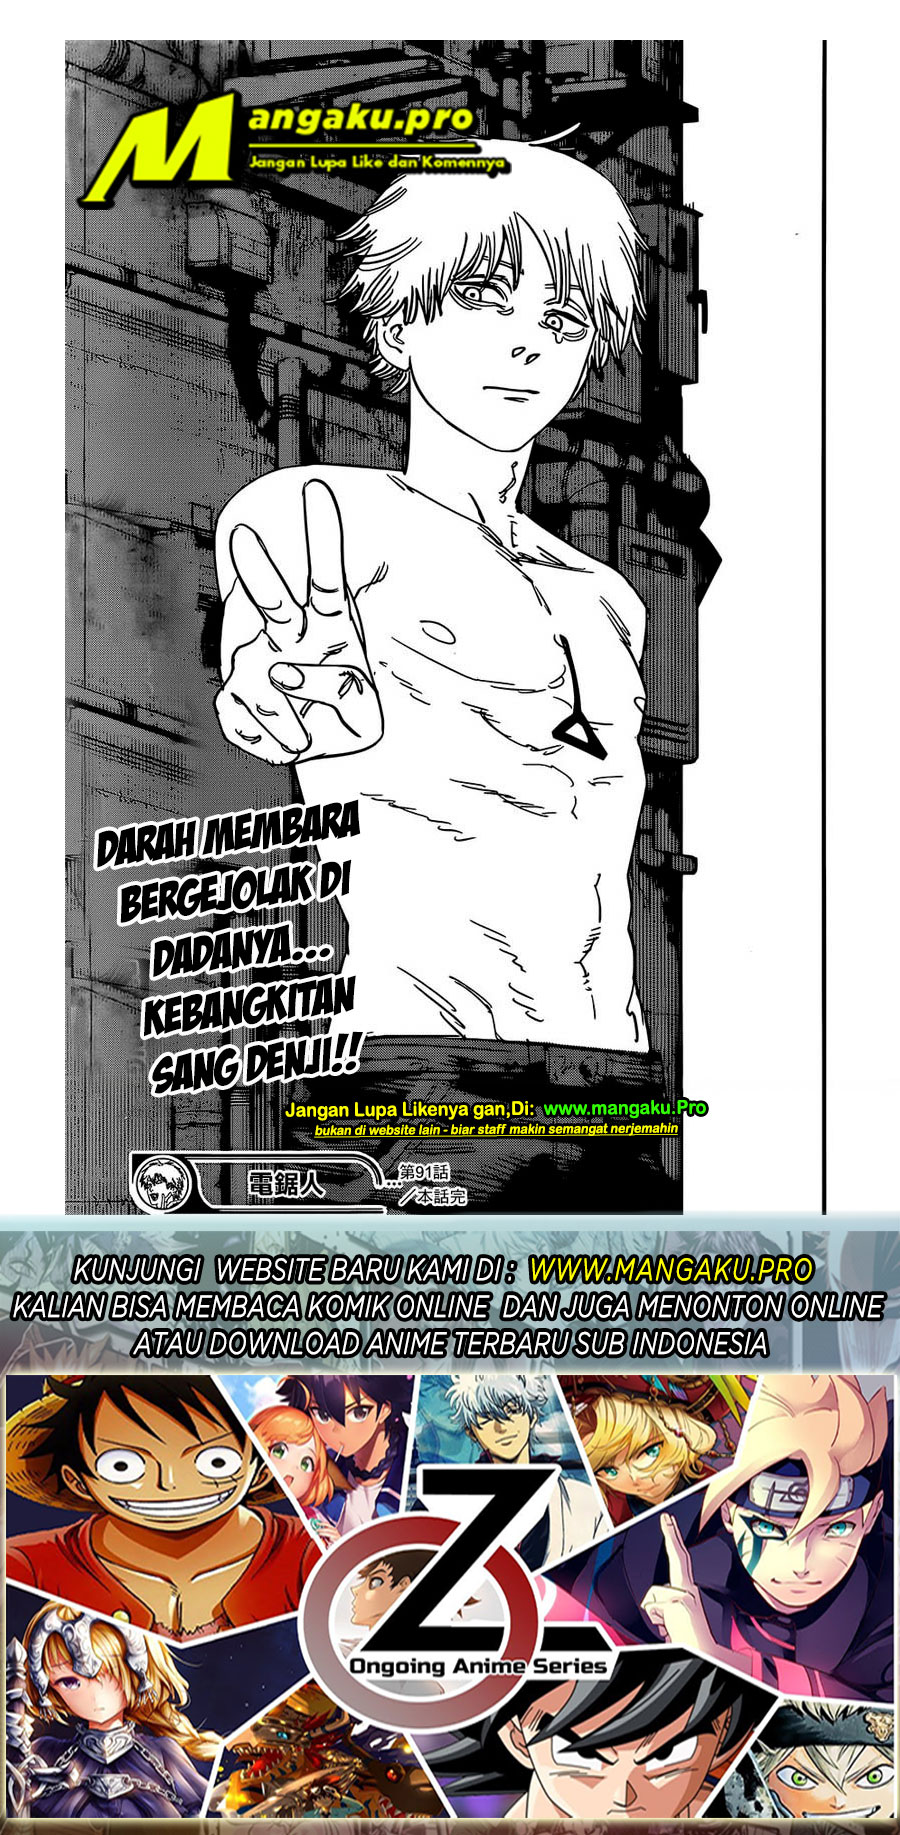 Mangaku.pro
Jangan Lupa Like dan Komennya
DARAH MEMBARA
BERGEJOLAK DI
DADANYA...
KEBANGKITAN
SANG DENJI!!
Jangan Lupa Likenya gan,Di: www.mangaku.Pro
bukan di website lain - biar staff makin semangat nerjemahin
電鋸人
...第91話
／本話完
KUNJUNGI WEBSITE BARU KAMI DI : WWW.MANGAKU.PRO
KALIAN BISA MEMBACA KOMIK ONLINE DAN JUGA MENONTON ONLINE
ATAU DOWNLOAD ANIME TERBARU SUB INDONESIA
Z
Ongoing Anime Series